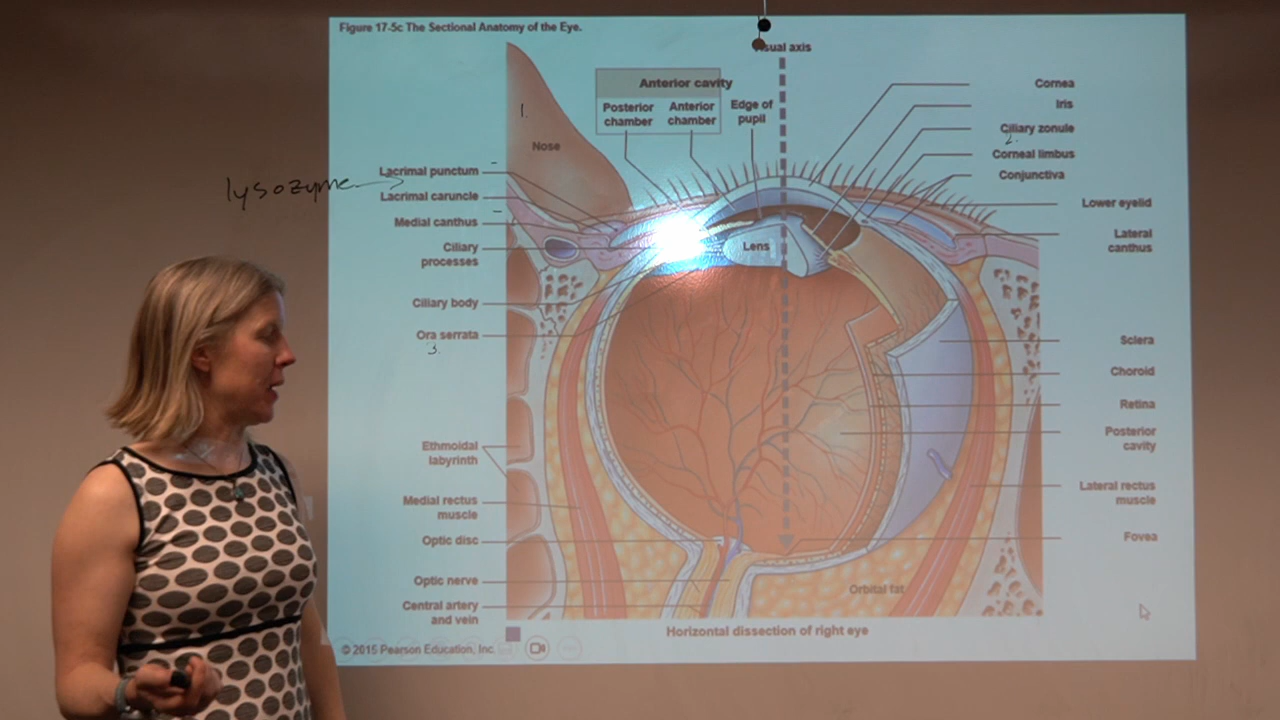 Figure 17-5c The Sectional Anatomy of the Eye.
Visual axis
Anterior cavity
Posterior
chamber
Anterior
chamber
Edge of
pupil
1.
Nose
lysozyme
Lacrimal punctum
Lacrimal caruncle
Medial canthus
Ciliary
processes
Ciliary body
Ora serrata
3.
Ethmoidal
labyrinth
Medial rectus
muscle
Optic disc
Optic nerve
Central artery
and vein
Lens
Cornea
Iris
Ciliary zonule
2.
Corneal limbus
Conjunctiva
Lower eyelid
Lateral
canthus
Sclera
Choroid
Retina
Posterior
cavity
Lateral rectus
muscle
Fovea
Orbital fat
Horizontal dissection of right eye
© 2015 Pearson Education, Inc.